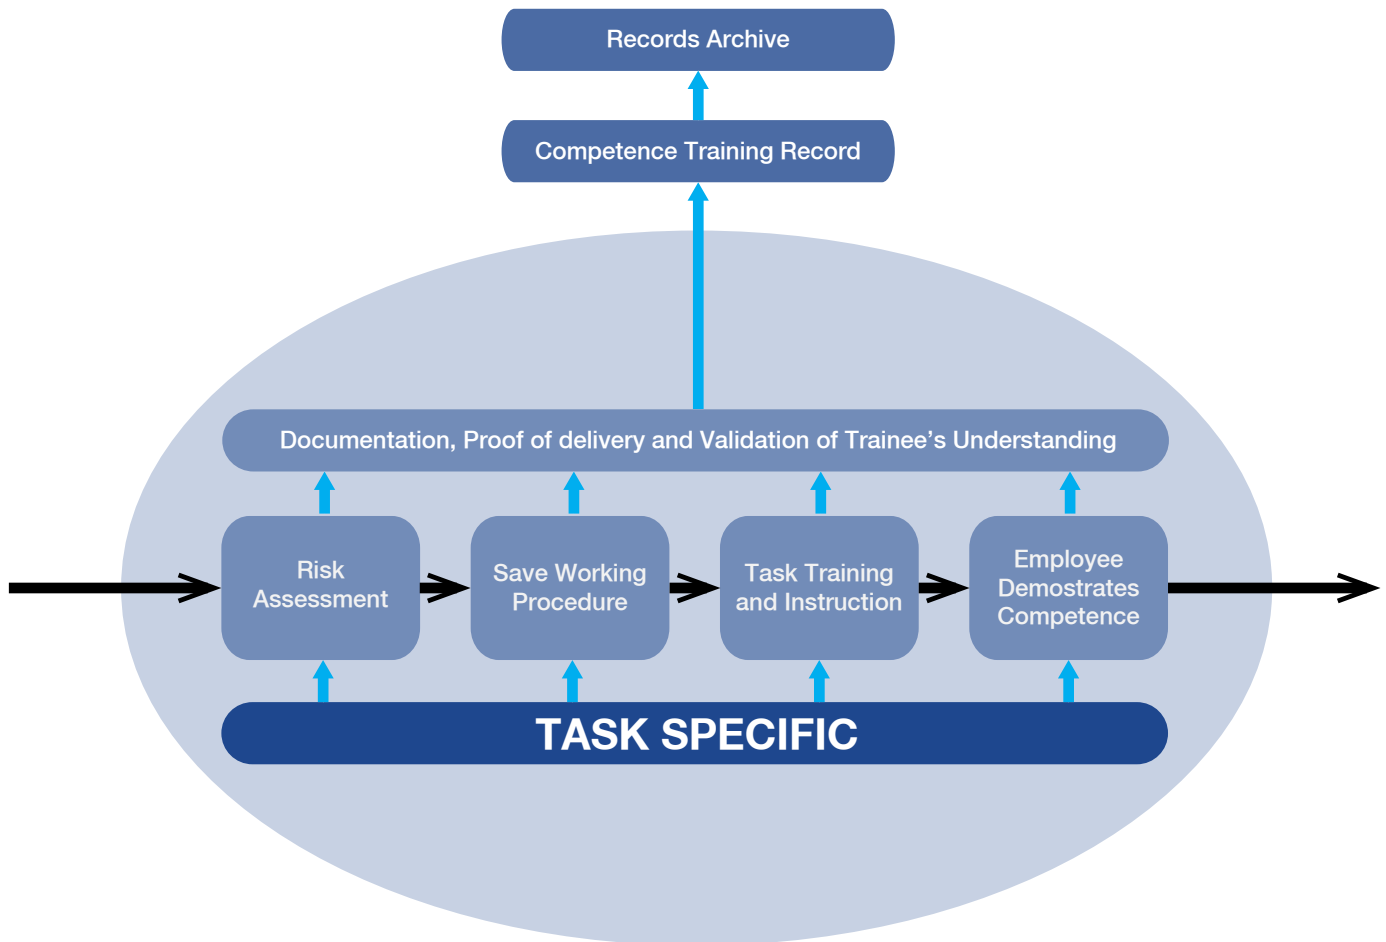 Records Archive
Competence Training Record
Documentation, Proof of delivery and Validation of Trainee’s Understanding
Risk
Assessment
Save Working
Procedure
Task Training
and Instruction
Employee
Demostrates
Competence
TASK SPECIFIC